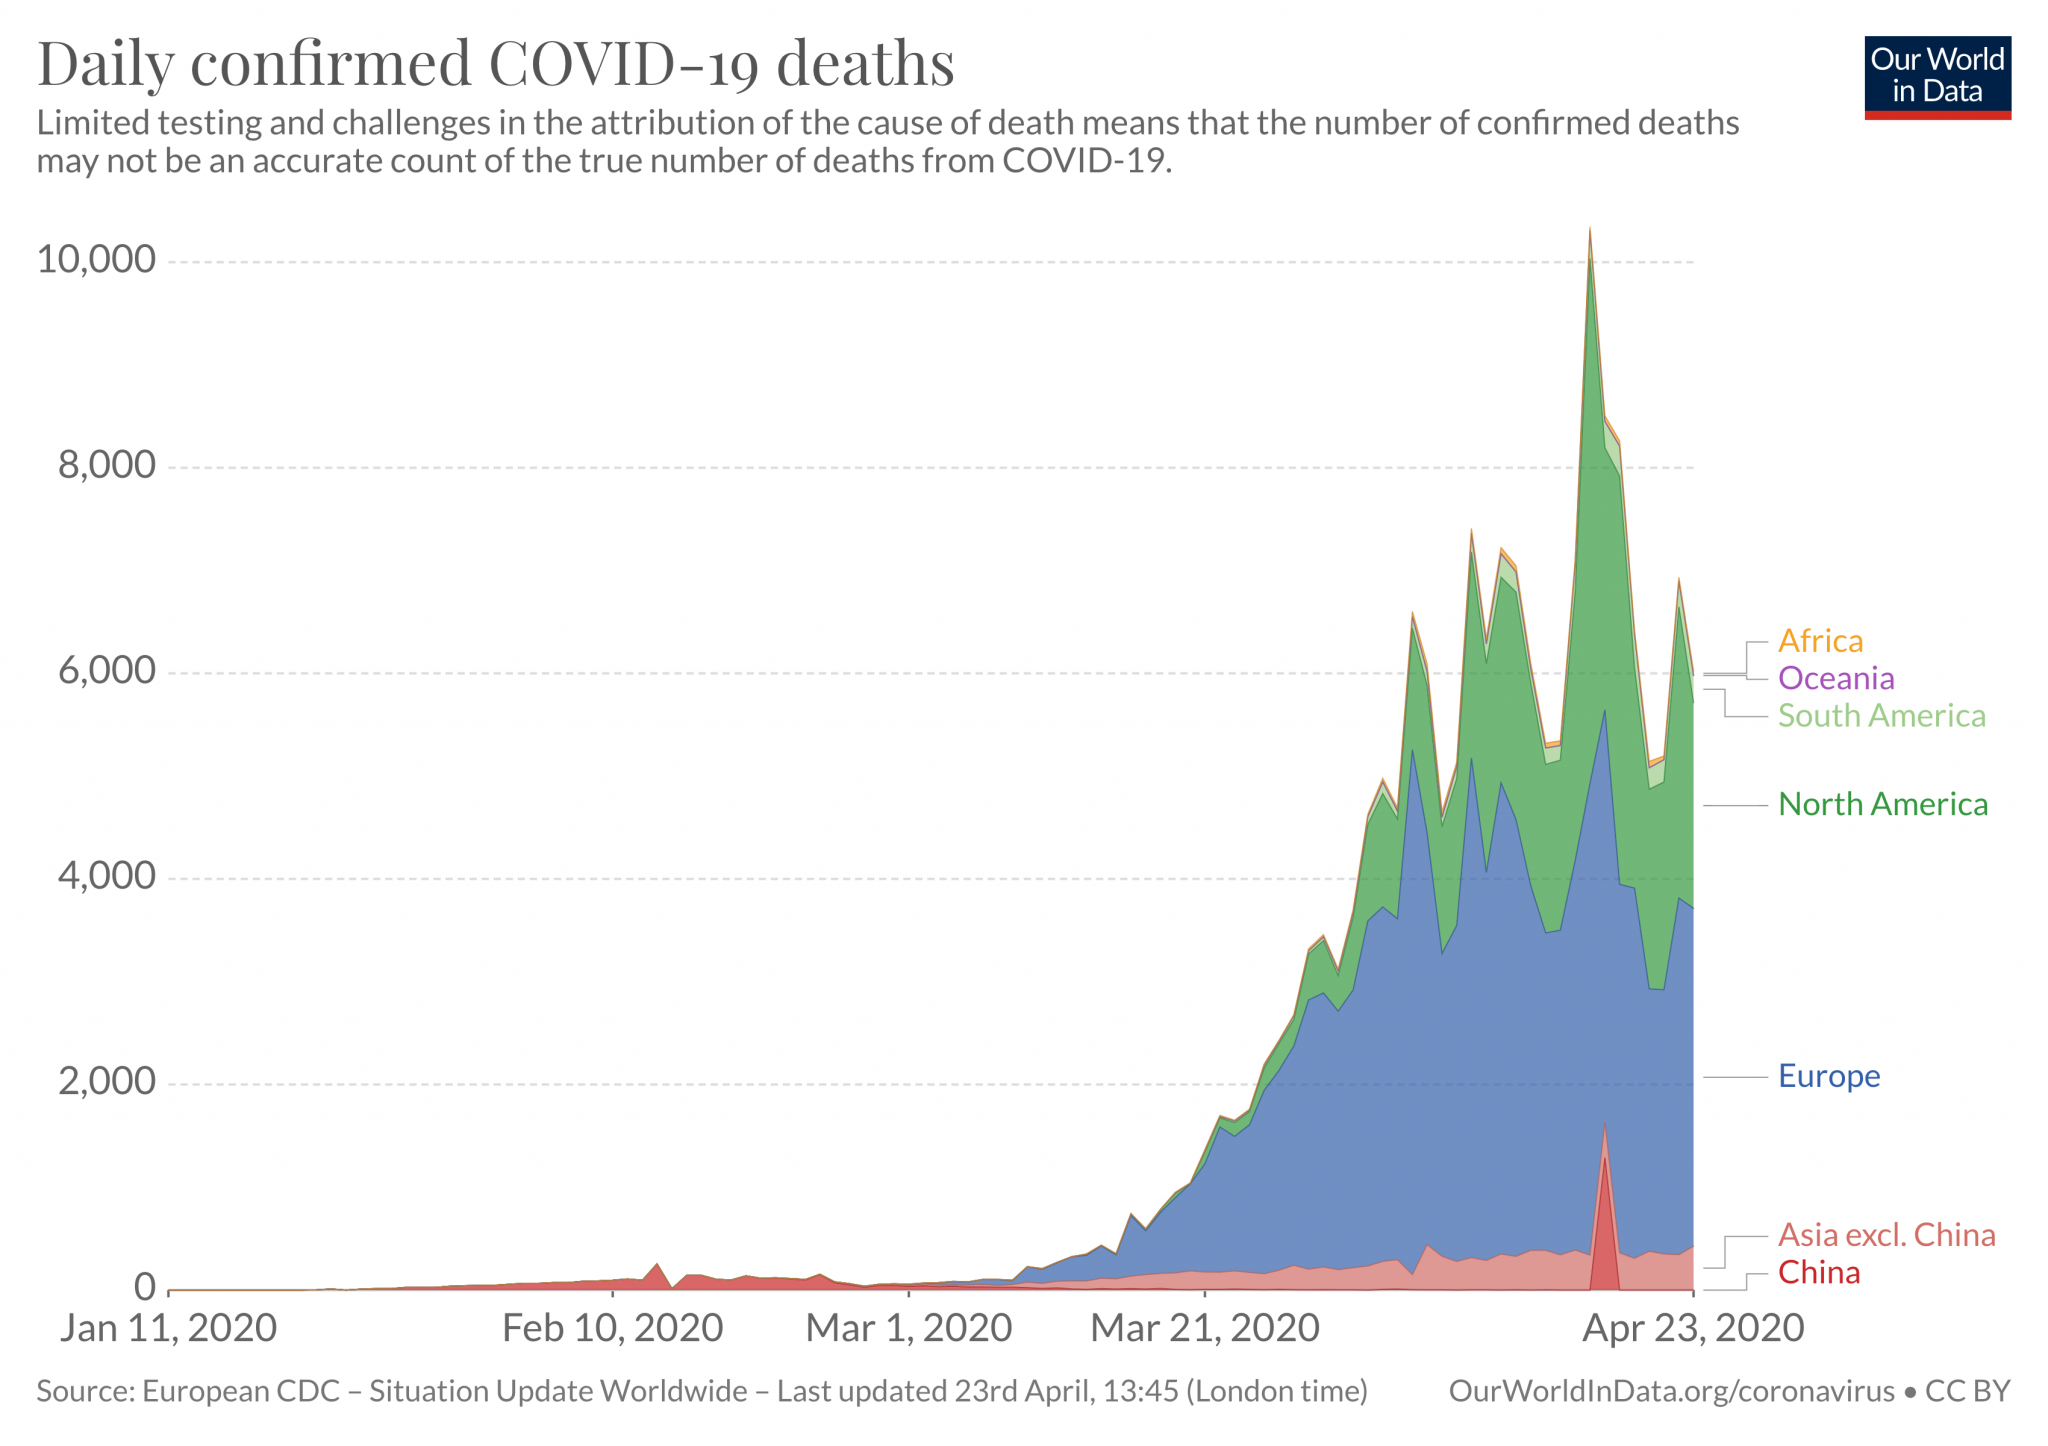 Daily confirmed COVID-19 deaths
Our World
in Data
Limited testing and challenges in the attribution of the cause of death means that the number of confirmed deaths
may not be an accurate count of the true number of deaths from COVID-19.
10,000
8,000
6,000
4,000
2,000
0
Africa
Oceania
South America
North America
Europe
Asia excl. China
China
Jan 11, 2020
Feb 10, 2020
Mar 1, 2020
Mar 21, 2020
Apr 23, 2020
Source: European CDC – Situation Update Worldwide – Last updated 23rd April, 13:45 (London time)
OurWorldInData.org/coronavirus • CC BY